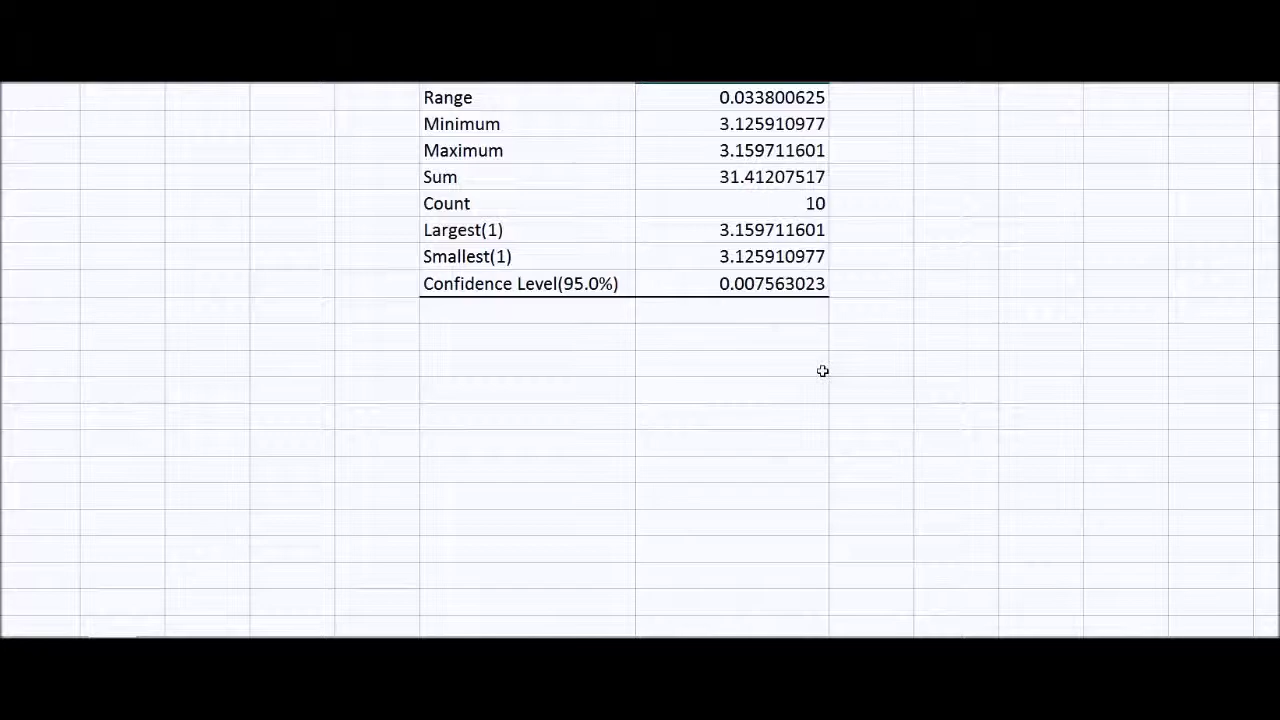 Range 0.033800625
Minimum 3.125910977
Maximum 3.159711601
Sum 31.41207517
Count 10
Largest(1) 3.159711601
Smallest(1) 3.125910977
Confidence Level(95.0%) 0.007563023